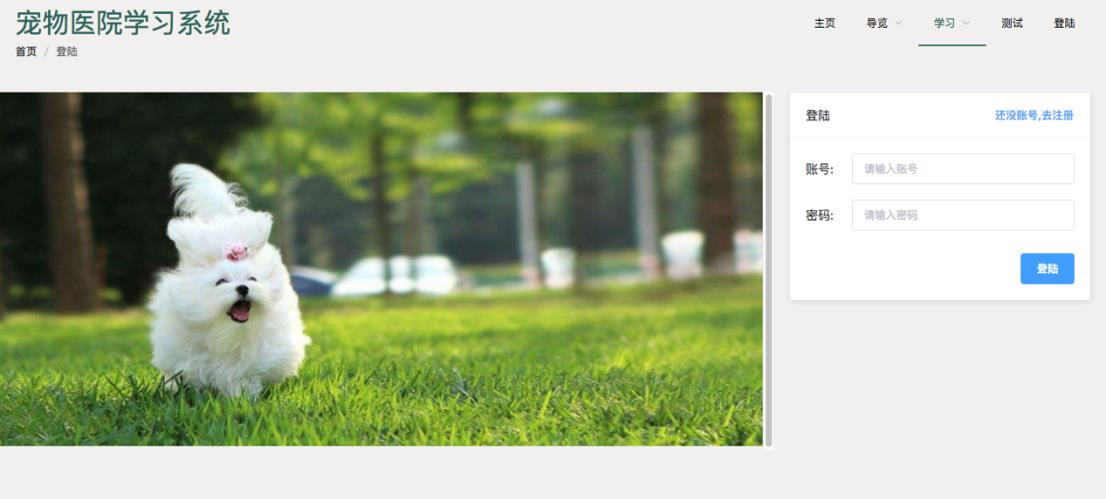 宠物医院学习系统
主页 导览 学习 测试 登陆
首页 / 登陆
登陆 还没账号,去注册
账号: 请输入账号
密码: 请输入密码
登陆